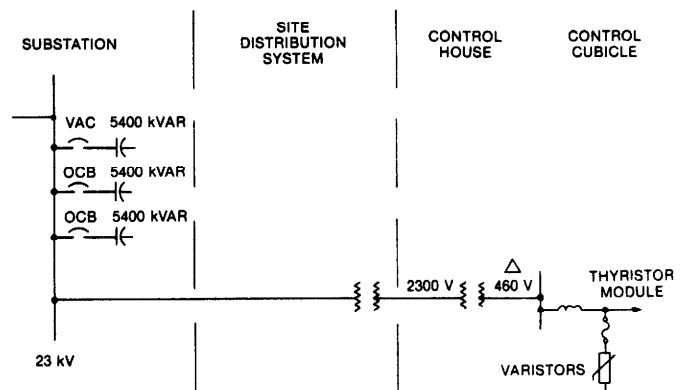 SUBSTATION
SITE
DISTRIBUTION
SYSTEM
CONTROL
HOUSE
CONTROL
CUBICLE
VAC 5400 kVAR
OCB 5400 kVAR
OCB 5400 kVAR
2300 V
460 V
THYRISTOR
MODULE
23 kV
VARISTORS